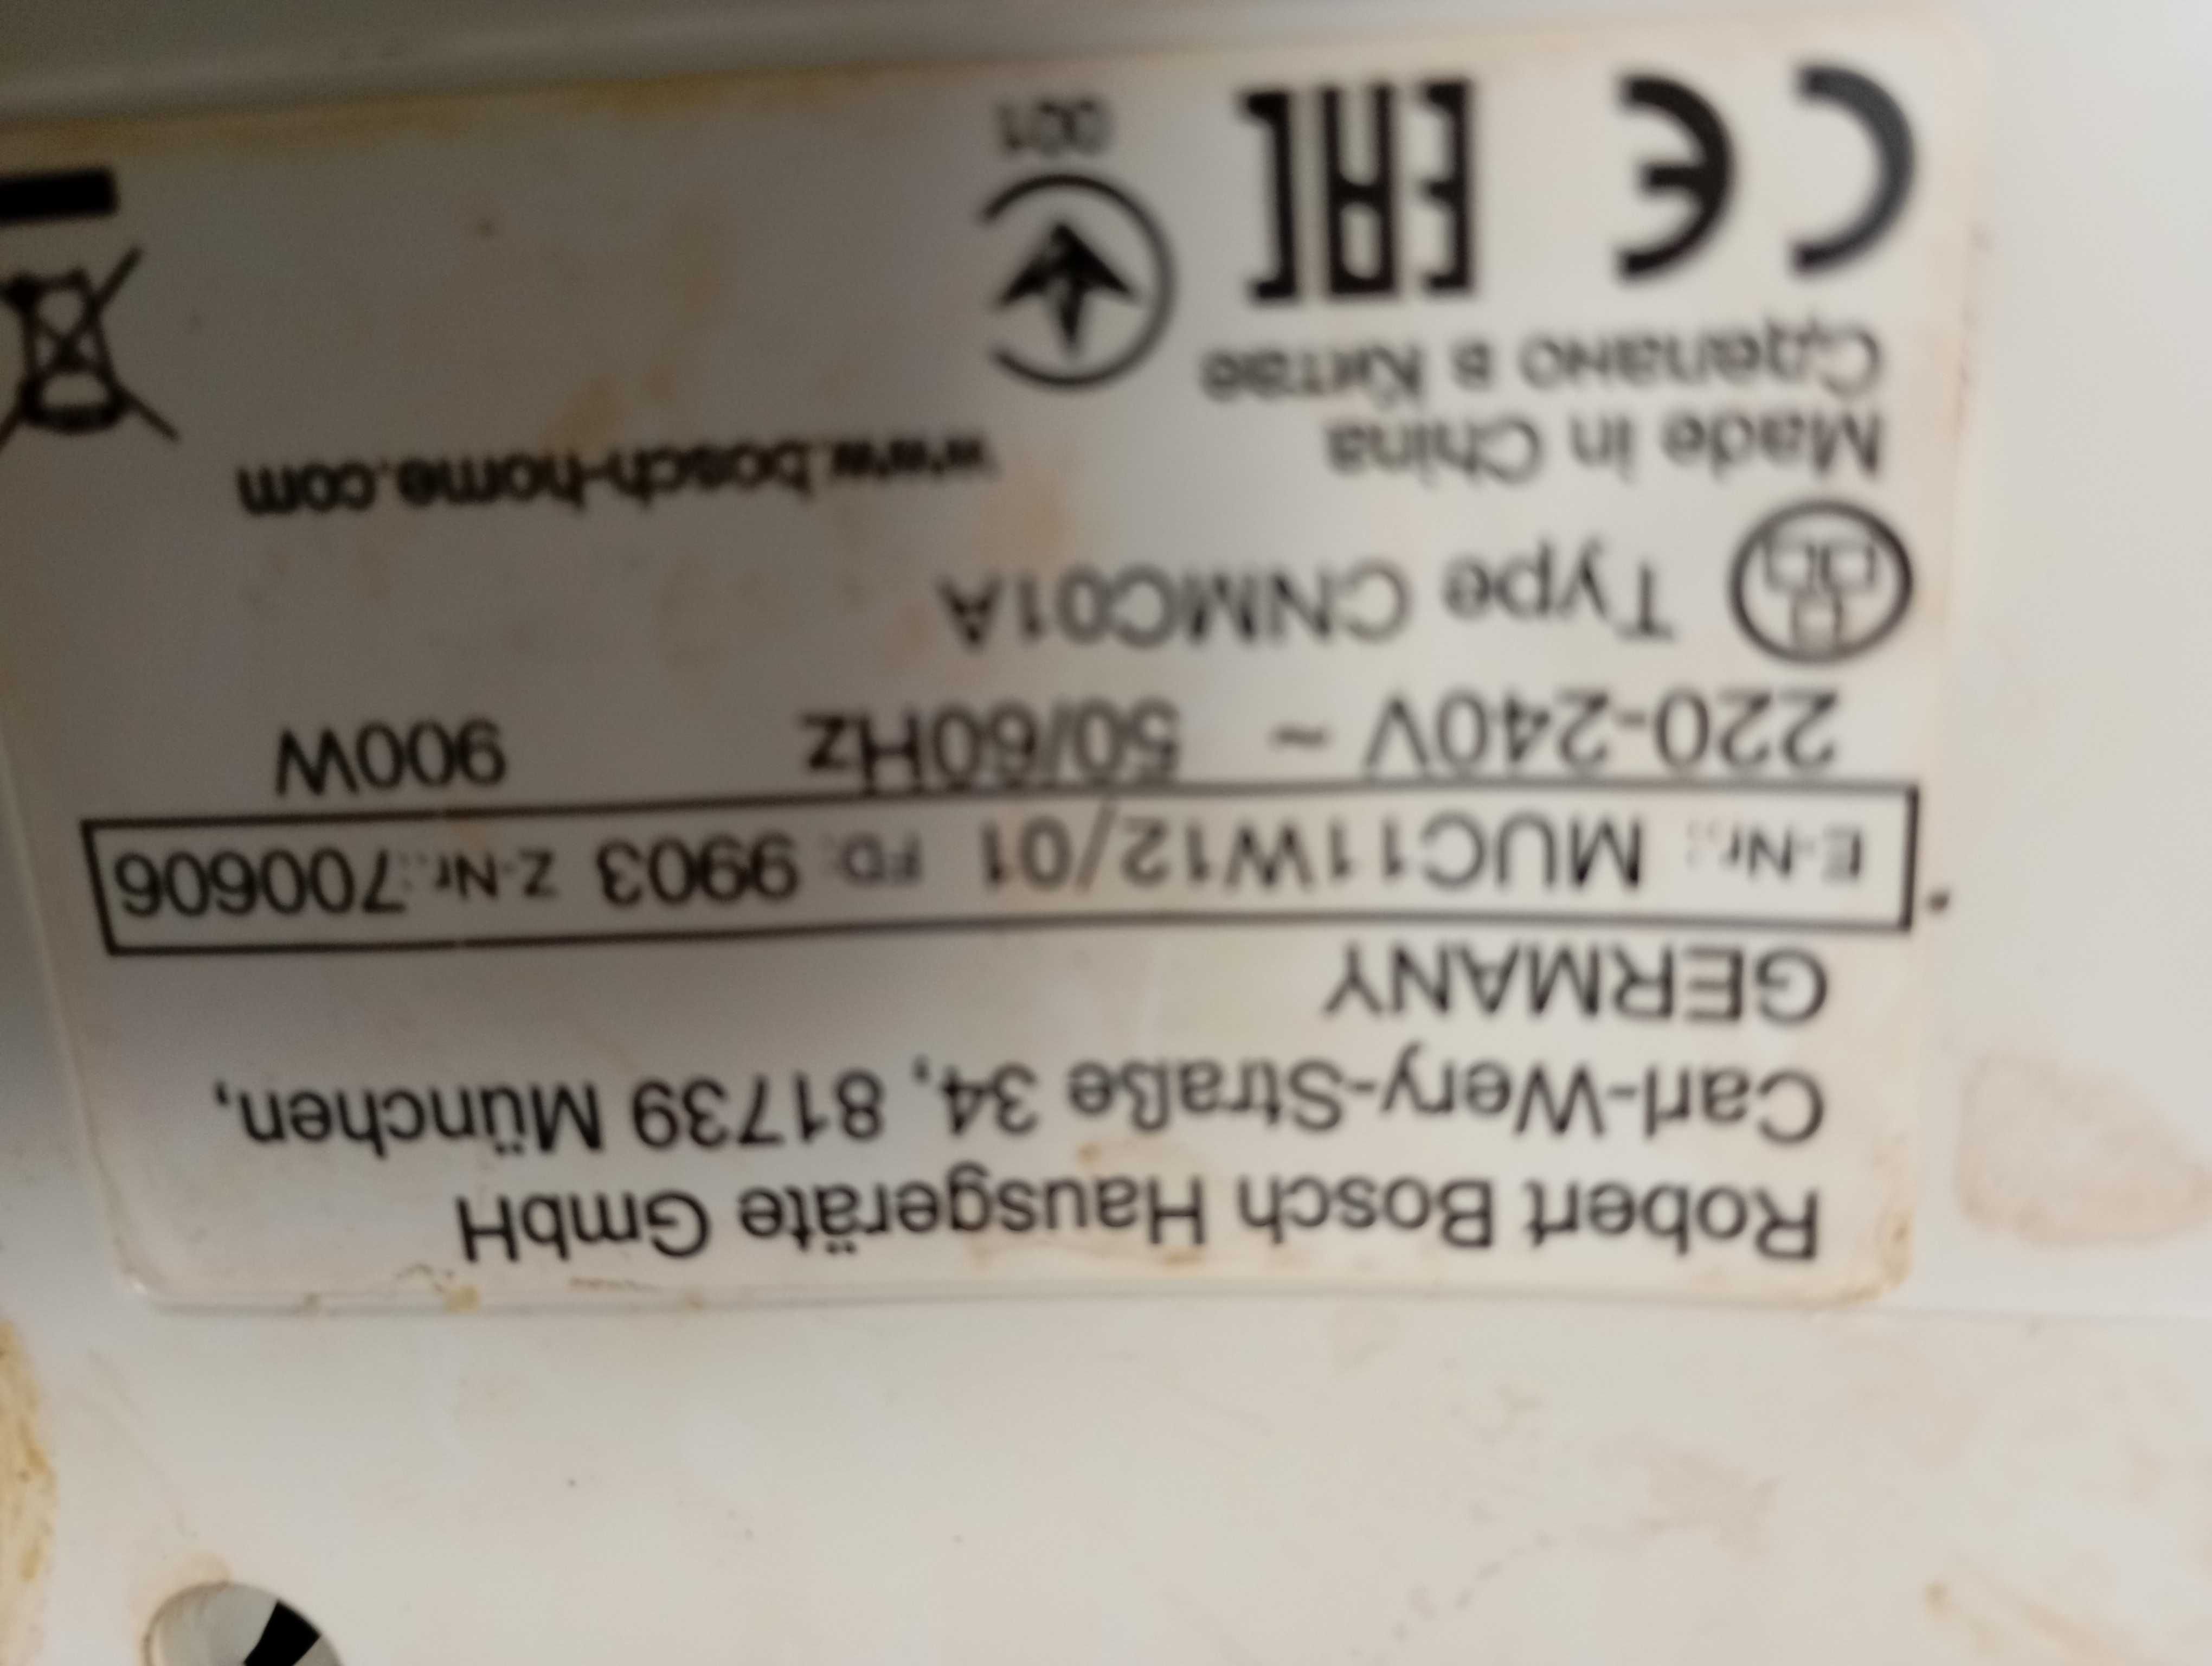 Robert Bosch Hausgeräte GmbH
Carl-Wery-Straße 34, 81739 München,
GERMANY
E-Nr.: MUC11W12/01 FD: 9903 Z-Nr.:700606
220-240V ~ 50/60Hz 900W
Type CNMC01A
Made in China
www.bosch-home.com
Сделано в Китае
CE EAC
001